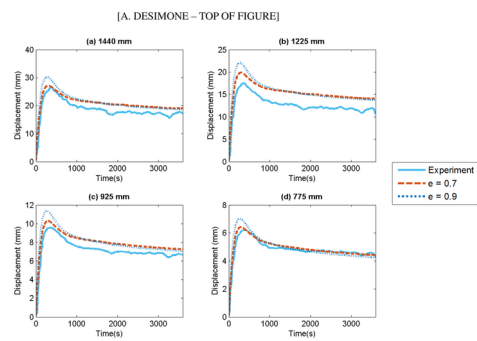 [A. DESIMONE – TOP OF FIGURE]
(a) 1440 mm
(b) 1225 mm
40
30
20
10
0
Displacement (mm)
0 1000 2000 3000
Time(s)
25
20
15
10
5
0
Displacement (mm)
0 1000 2000 3000
Time(s)
Experiment
e = 0.7
e = 0.9
(c) 925 mm
(d) 775 mm
12
10
8
6
4
2
0
Displacement (mm)
0 1000 2000 3000
Time(s)
8
6
4
2
0
Displacement (mm)
0 1000 2000 3000
Time(s)